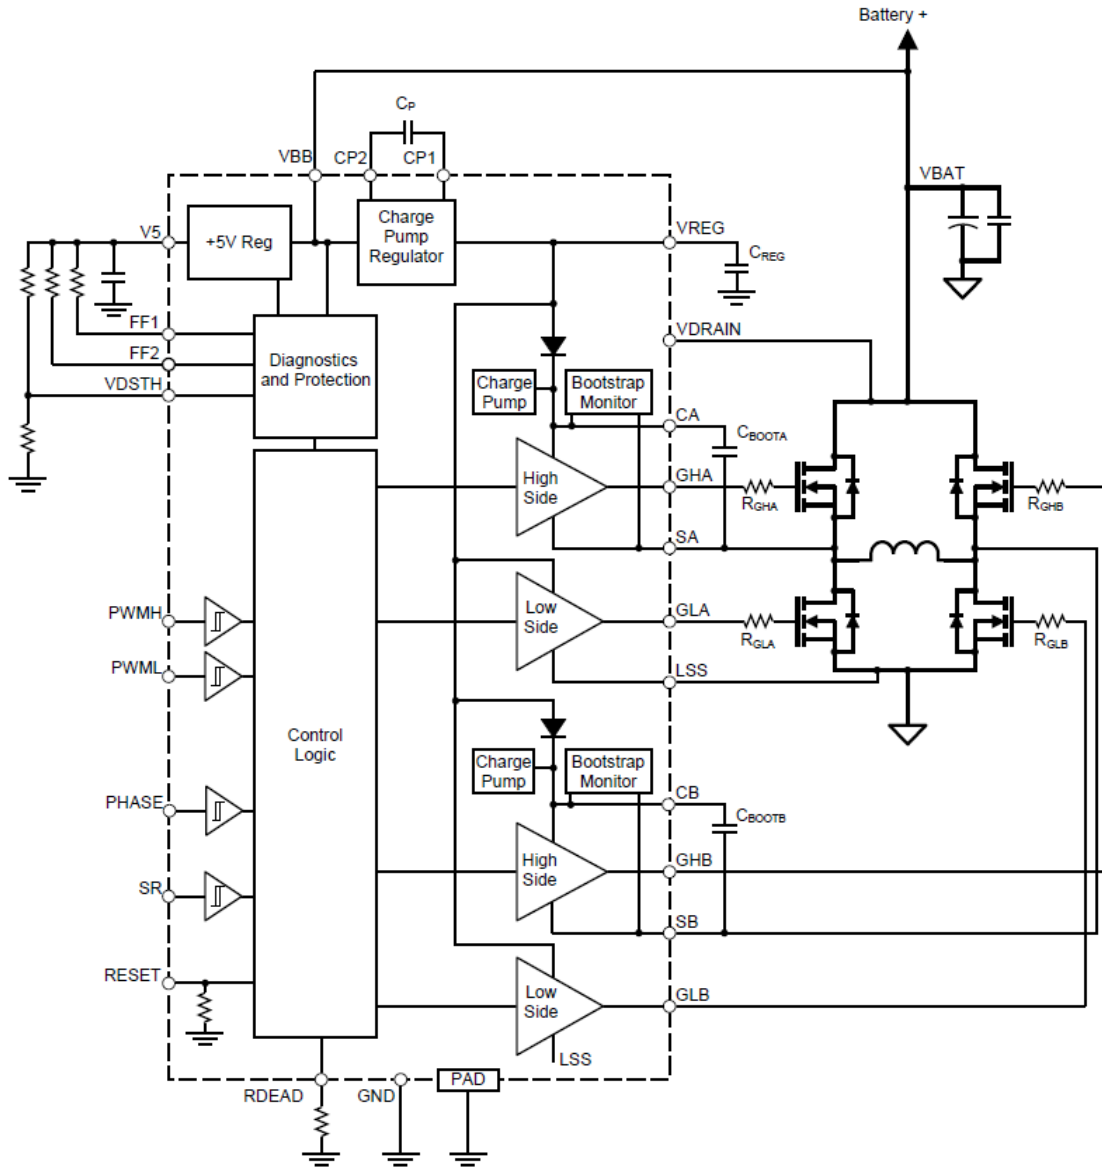 Battery +
CP
VBB
CP2
CP1
VBAT
V5
+5V Reg
Charge
Pump
Regulator
VREG
CREG
FF1
FF2
VDSTH
Diagnostics
and Protection
VDRAIN
Charge
Pump
Bootstrap
Monitor
CA
CBOOTA
High
Side
GHA
RGHA
RGHB
SA
PWMH
PWML
Low
Side
GLA
RGLA
RGLB
LSS
Control
Logic
Charge
Pump
Bootstrap
Monitor
PHASE
CB
CBOOTB
High
Side
GHB
SR
SB
RESET
Low
Side
GLB
LSS
RDEAD
GND
PAD